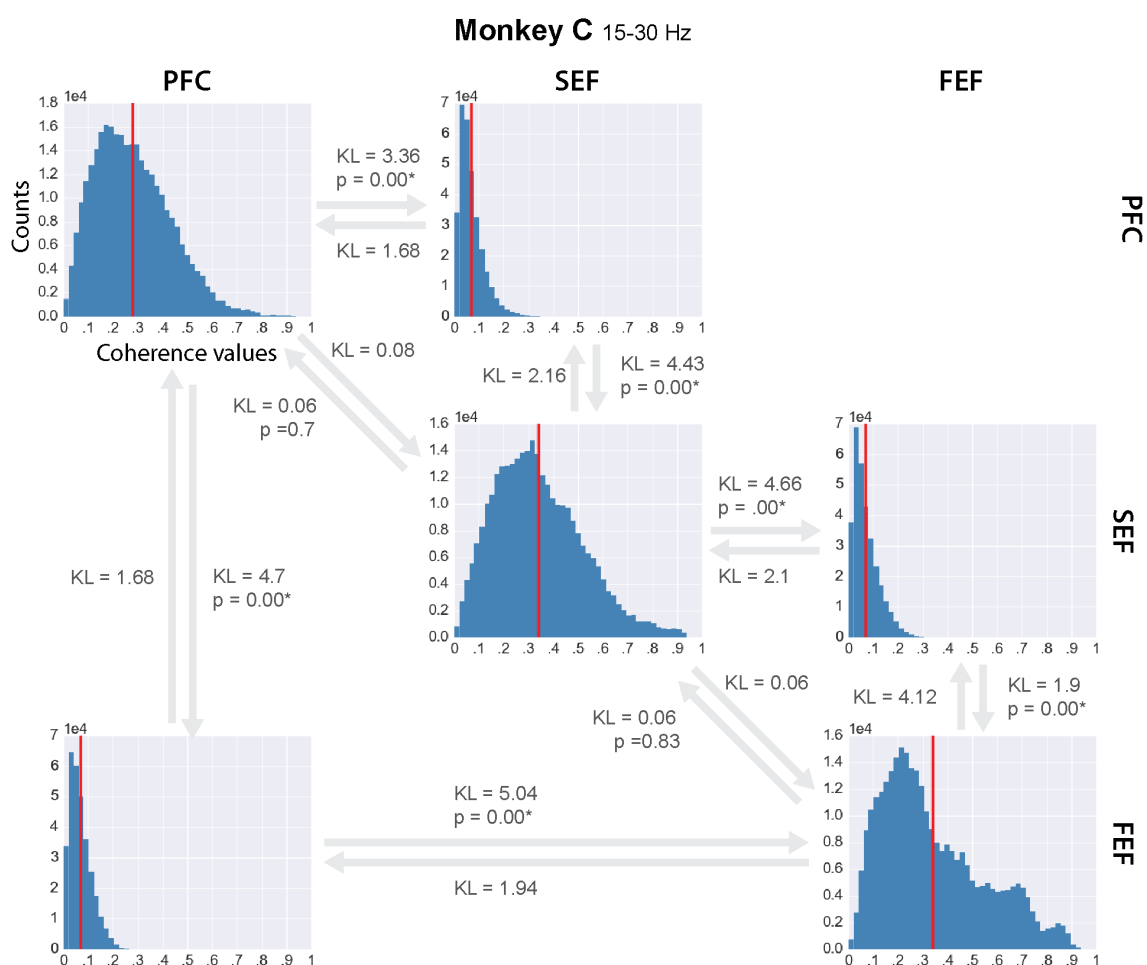 Monkey C 15-30 Hz
PFC SEF FEF
1e4
1.8
1.6
1.4
1.2
1.0
0.8
0.6
0.4
0.2
0.0
Counts
0 .1 .2 .3 .4 .5 .6 .7 .8 .9 1
Coherence values
KL = 3.36
p = 0.00*
KL = 1.68
1e4
7
6
5
4
3
2
1
0
0 .1 .2 .3 .4 .5 .6 .7 .8 .9 1
PFC
KL = 0.08
KL = 0.06
p =0.7
KL = 2.16
KL = 4.43
p = 0.00*
1e4
1.6
1.4
1.2
1.0
0.8
0.6
0.4
0.2
0.0
0 .1 .2 .3 .4 .5 .6 .7 .8 .9 1
KL = 4.66
p = .00*
KL = 2.1
1e4
7
6
5
4
3
2
1
0
0 .1 .2 .3 .4 .5 .6 .7 .8 .9 1
SEF
KL = 1.68
KL = 4.7
p = 0.00*
KL = 0.06
KL = 0.06
p =0.83
KL = 4.12
KL = 1.9
p = 0.00*
1e4
7
6
5
4
3
2
1
0
0 .1 .2 .3 .4 .5 .6 .7 .8 .9 1
KL = 5.04
p = 0.00*
KL = 1.94
1e4
1.6
1.4
1.2
1.0
0.8
0.6
0.4
0.2
0.0
0 .1 .2 .3 .4 .5 .6 .7 .8 .9 1
FEF